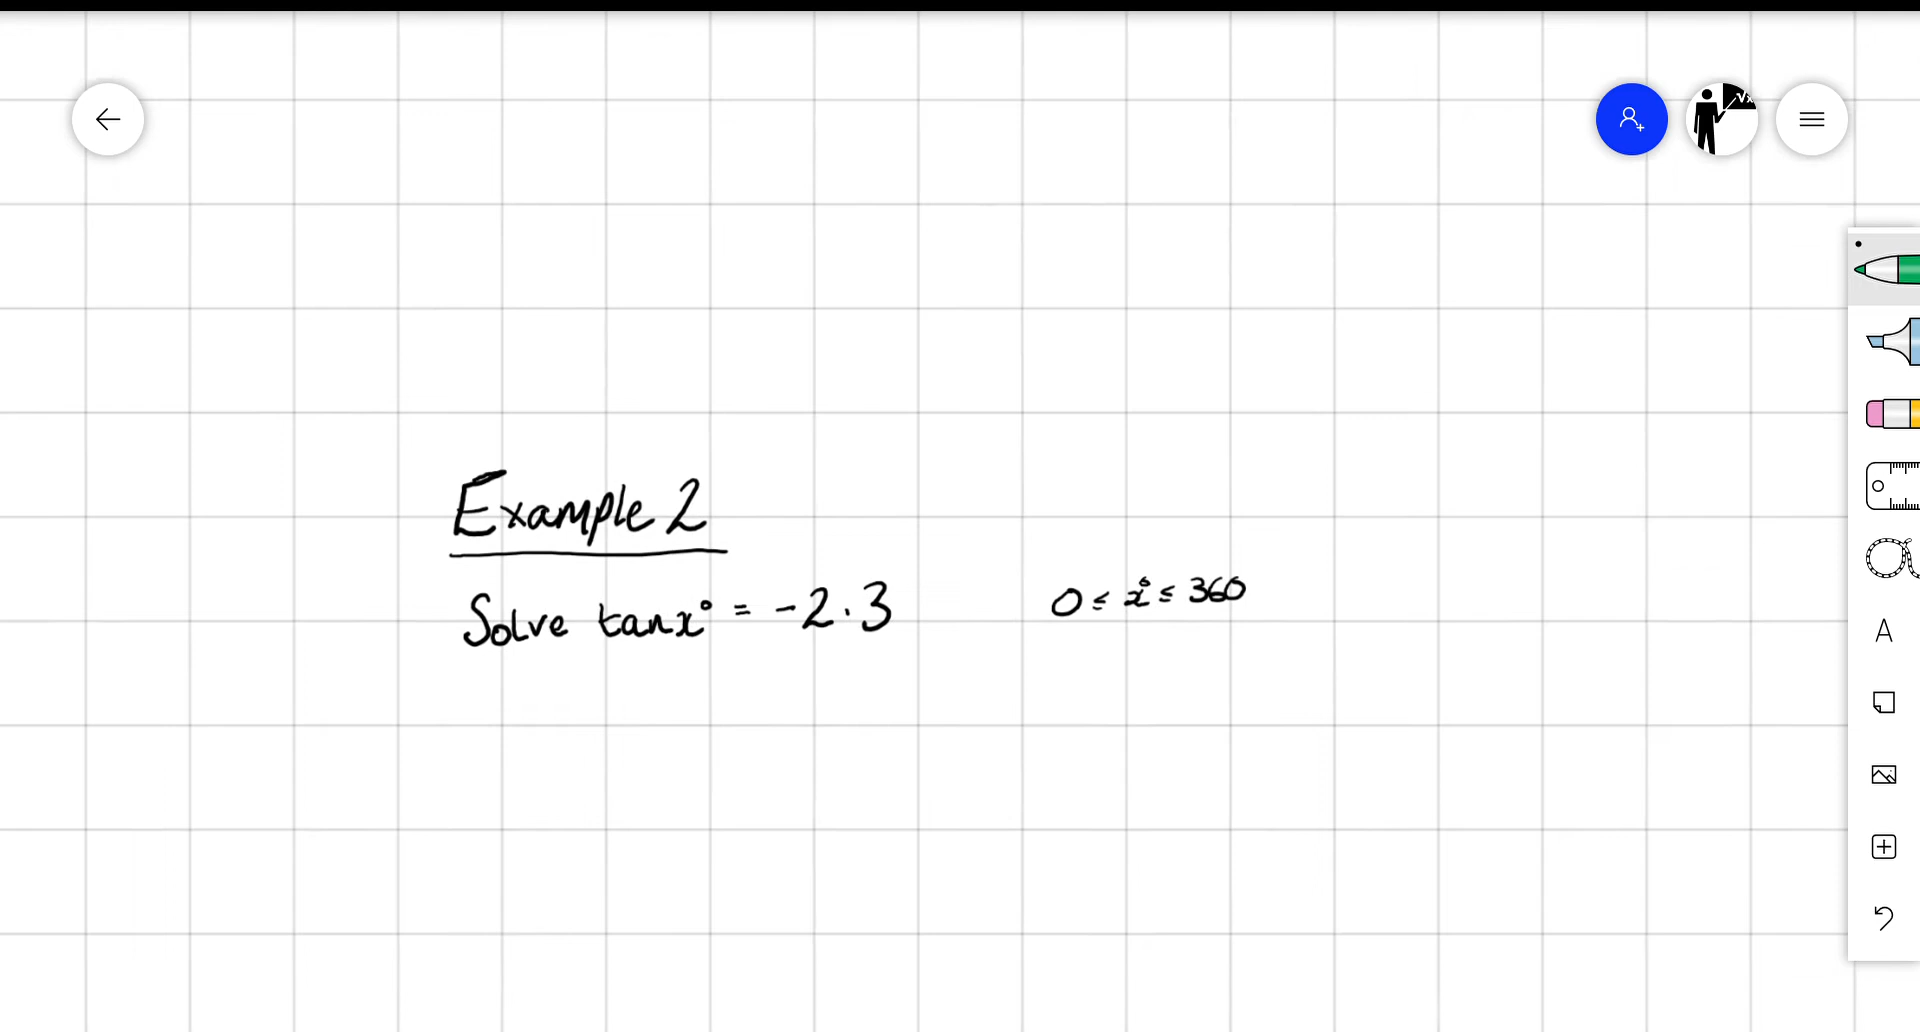 √x
Example 2
Solve tanx° = -2.3 0 ≤ x° ≤ 360
A